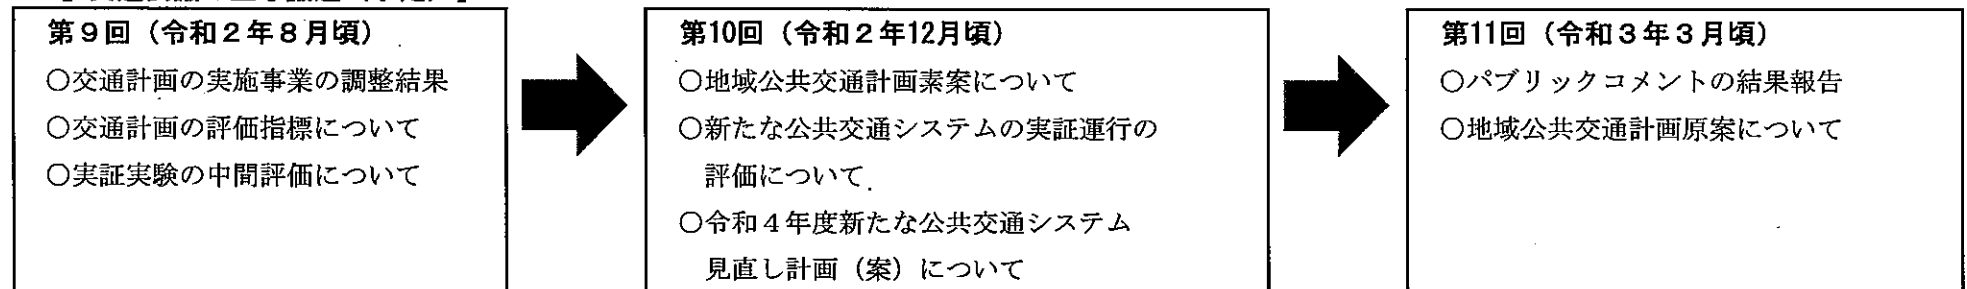 第９回（令和２年８月頃）
○交通計画の実施事業の調整結果
○交通計画の評価指標について
○実証実験の中間評価について
第10回（令和２年12月頃）
○地域公共交通計画素案について
○新たな公共交通システムの実証運行の
評価について
○令和４年度新たな公共交通システム
見直し計画（案）について
第11回（令和３年３月頃）
○パブリックコメントの結果報告
○地域公共交通計画原案について